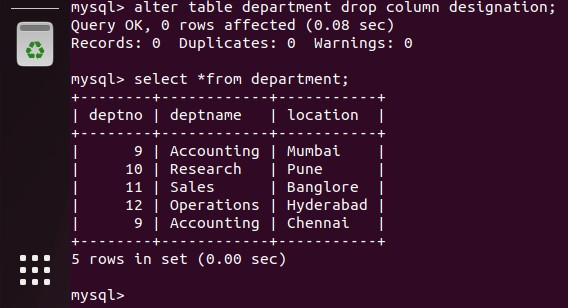 mysql> alter table department drop column designation;
Query OK, 0 rows affected (0.08 sec)
Records: 0  Duplicates: 0  Warnings: 0

mysql> select *from department;
+--------+------------+-----------+
| deptno | deptname   | location  |
+--------+------------+-----------+
|      9 | Accounting | Mumbai    |
|     10 | Research   | Pune      |
|     11 | Sales      | Banglore  |
|     12 | Operations | Hyderabad |
|      9 | Accounting | Chennai   |
+--------+------------+-----------+
5 rows in set (0.00 sec)

mysql>